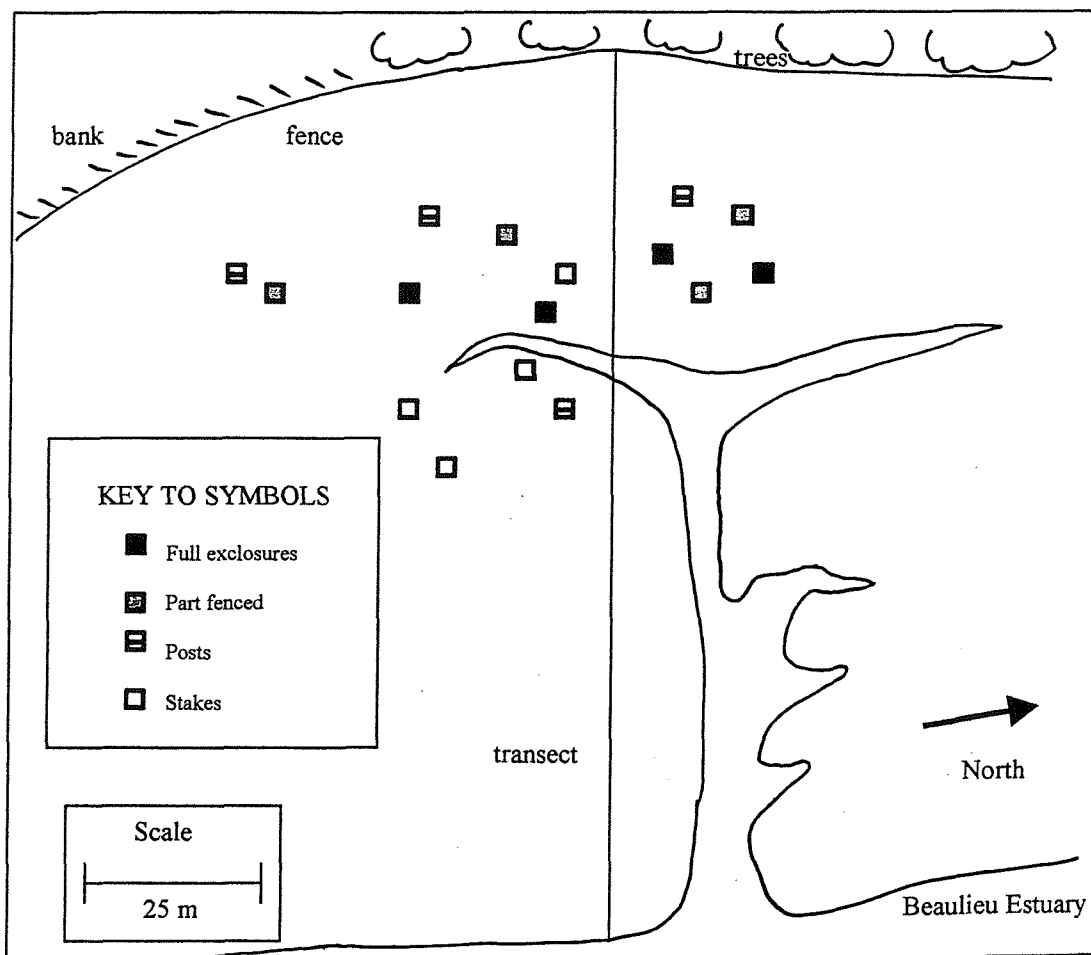 trees
bank
fence
KEY TO SYMBOLS
Full exclosures
Part fenced
Posts
Stakes
transect
North
Scale
25 m
Beaulieu Estuary